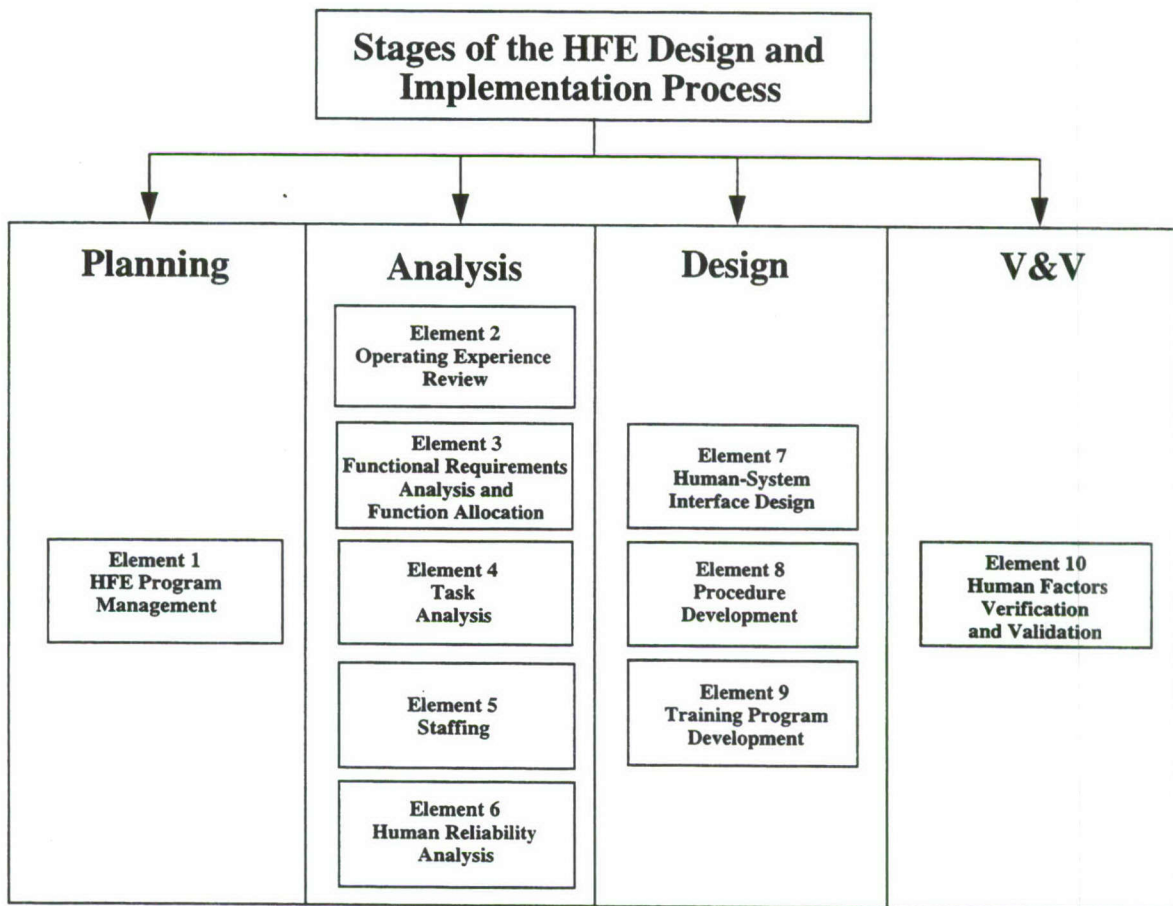 Stages of the HFE Design and
Implementation Process
Planning
Element 1
HFE Program
Management
Analysis
Element 2
Operating Experience
Review
Element 3
Functional Requirements
Analysis and
Function Allocation
Element 4
Task
Analysis
Element 5
Staffing
Element 6
Human Reliability
Analysis
Design
Element 7
Human-System
Interface Design
Element 8
Procedure
Development
Element 9
Training Program
Development
V&V
Element 10
Human Factors
Verification
and Validation